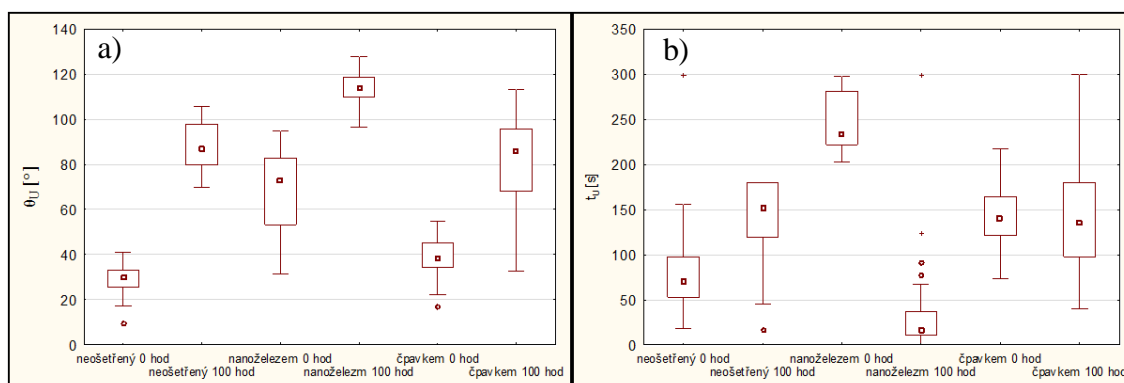 a)
θU [°]
140
120
100
80
60
40
20
0
neošetřený 0 hod nanoželezem 0 hod čpavkem 0 hod
neošetřený 100 hod nanoželezm 100 hod čpavkem 100 hod
b)
tU [s]
350
300
250
200
150
100
50
0
neošetřený 0 hod nanoželezem 0 hod čpavkem 0 hod
neošetřený 100 hod nanoželezm 100 hod čpavkem 100 hod